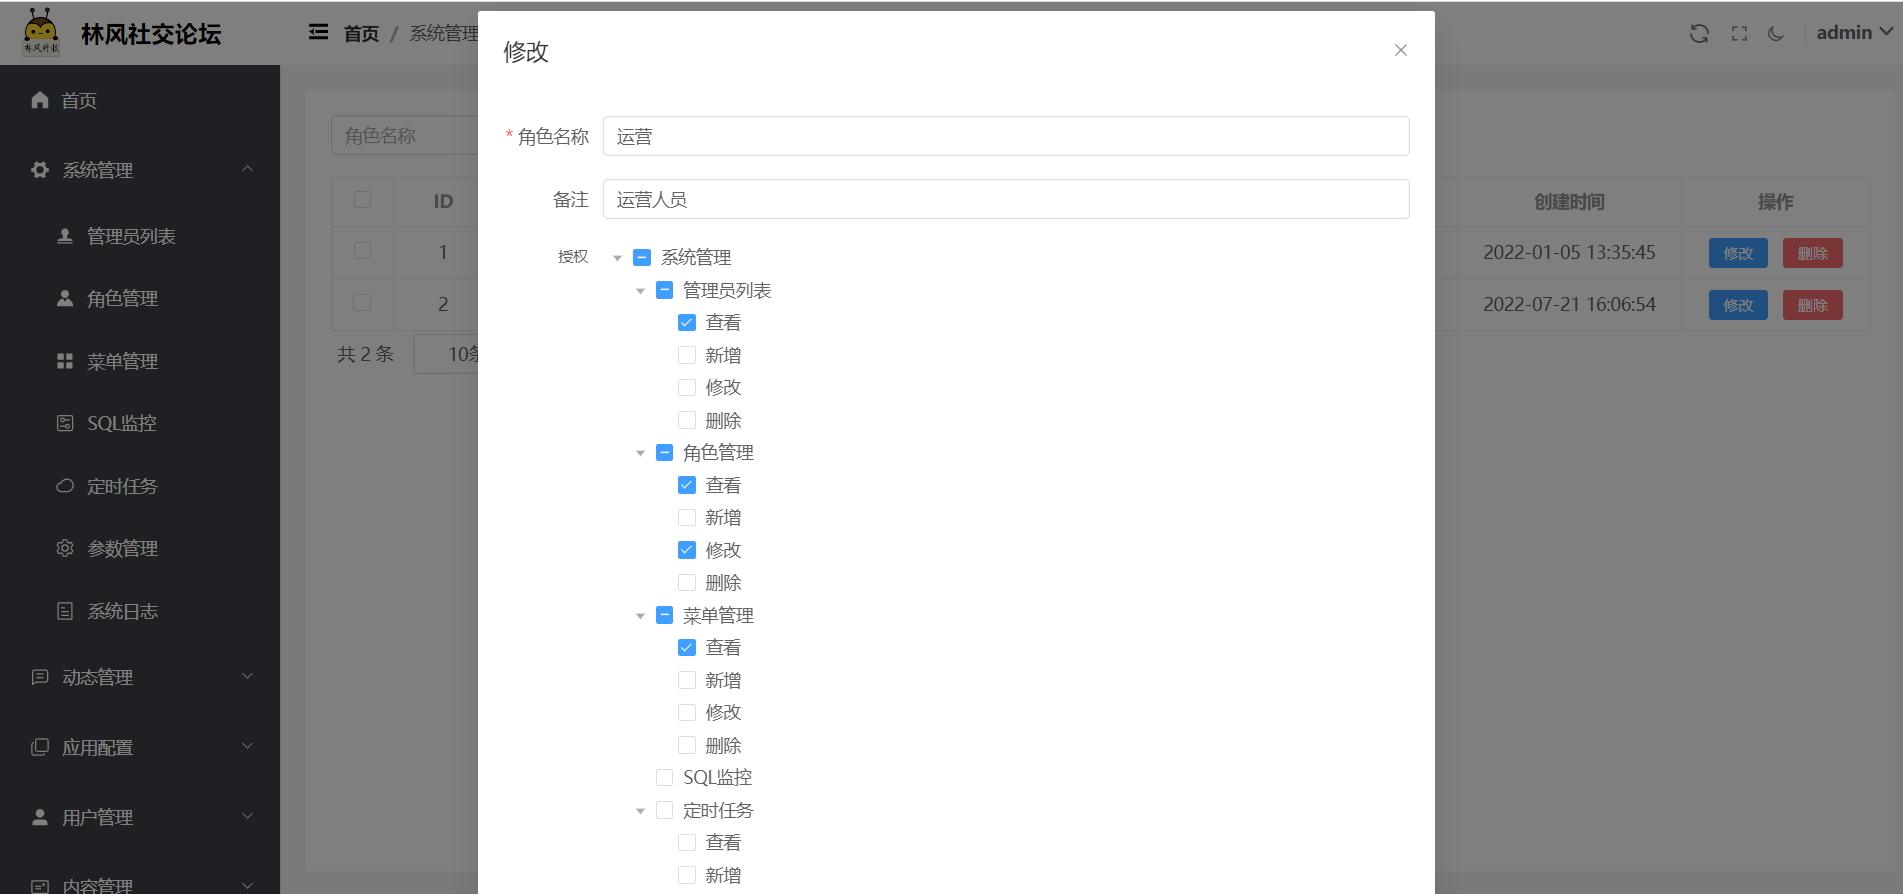 林风科技
林风社交论坛
首页 / 系统管理
admin
首页
系统管理
管理员列表
角色管理
菜单管理
SQL监控
定时任务
参数管理
系统日志
动态管理
应用配置
用户管理
内容管理
角色名称
ID
创建时间
操作
1
2022-01-05 13:35:45
修改
删除
2
2022-07-21 16:06:54
修改
删除
共 2 条
10条
修改
* 角色名称
运营
备注
运营人员
授权
系统管理
管理员列表
查看
新增
修改
删除
角色管理
查看
新增
修改
删除
菜单管理
查看
新增
修改
删除
SQL监控
定时任务
查看
新增